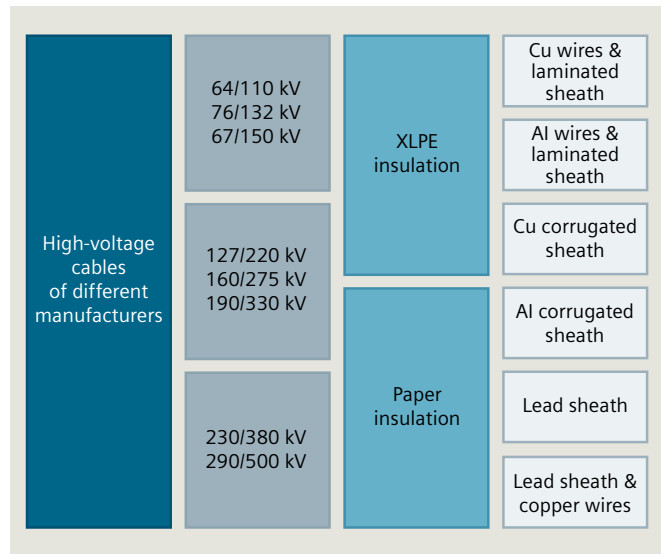 High-voltage
cables
of different
manufacturers
64/110 kV
76/132 kV
67/150 kV
127/220 kV
160/275 kV
190/330 kV
230/380 kV
290/500 kV
XLPE
insulation
Paper
insulation
Cu wires &
laminated
sheath
Al wires &
laminated
sheath
Cu corrugated
sheath
Al corrugated
sheath
Lead sheath
Lead sheath &
copper wires